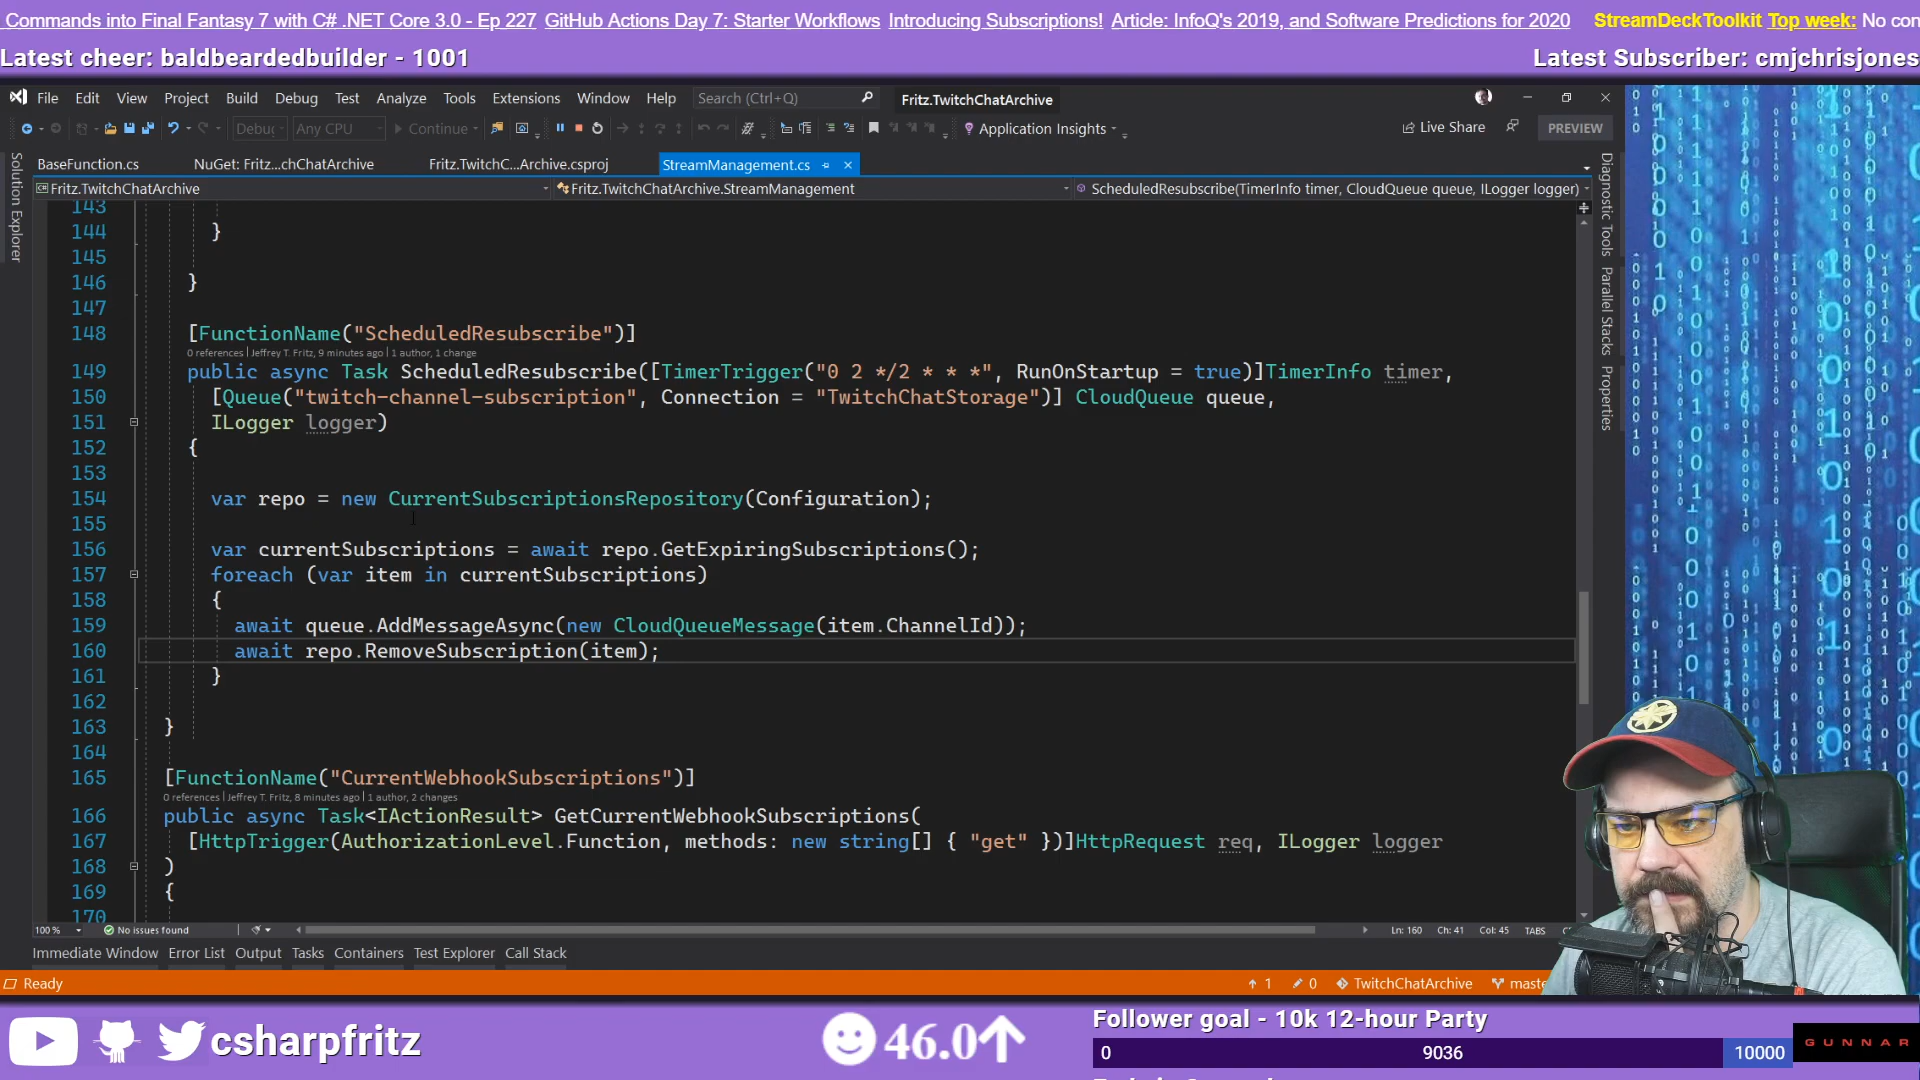 Commands into Final Fantasy 7 with C# .NET Core 3.0 - Ep 227 GitHub Actions Day 7: Starter Workflows Introducing Subscriptions! Article: InfoQ's 2019, and Software Predictions for 2020 StreamDeckToolkit Top week: No con
Latest cheer: baldbeardedbuilder - 1001 Latest Subscriber: cmjchrisjones
File Edit View Project Build Debug Test Analyze Tools Extensions Window Help Search (Ctrl+Q) Fritz.TwitchChatArchive
Debug Any CPU Continue Application Insights Live Share PREVIEW
BaseFunction.cs NuGet: Fritz...chChatArchive Fritz.TwitchC...Archive.csproj StreamManagement.cs
Fritz.TwitchChatArchive Fritz.TwitchChatArchive.StreamManagement ScheduledResubscribe(TimerInfo timer, CloudQueue queue, ILogger logger)
Solution Explorer
Diagnostic Tools
Parallel Stacks
Properties
143
144 }
145
146 }
147
148 [FunctionName("ScheduledResubscribe")]
0 references | Jeffrey T. Fritz, 9 minutes ago | 1 author, 1 change
149 public async Task ScheduledResubscribe([TimerTrigger("0 2 */2 * * *", RunOnStartup = true)]TimerInfo timer,
150 [Queue("twitch-channel-subscription", Connection = "TwitchChatStorage")] CloudQueue queue,
151 ILogger logger)
152 {
153
154 var repo = new CurrentSubscriptionsRepository(Configuration);
155
156 var currentSubscriptions = await repo.GetExpiringSubscriptions();
157 foreach (var item in currentSubscriptions)
158 {
159 await queue.AddMessageAsync(new CloudQueueMessage(item.ChannelId));
160 await repo.RemoveSubscription(item);
161 }
162
163 }
164
165 [FunctionName("CurrentWebhookSubscriptions")]
0 references | Jeffrey T. Fritz, 8 minutes ago | 1 author, 2 changes
166 public async Task<IActionResult> GetCurrentWebhookSubscriptions(
167 [HttpTrigger(AuthorizationLevel.Function, methods: new string[] { "get" })]HttpRequest req, ILogger logger
168 )
169 {
170
100 % No issues found Ln: 160 Ch: 41 Col: 45 TABS
Immediate Window Error List Output Tasks Containers Test Explorer Call Stack
Ready 1 0 TwitchChatArchive maste
csharpfritz 46.0
Follower goal - 10k 12-hour Party
0 9036 10000
GUNNAR